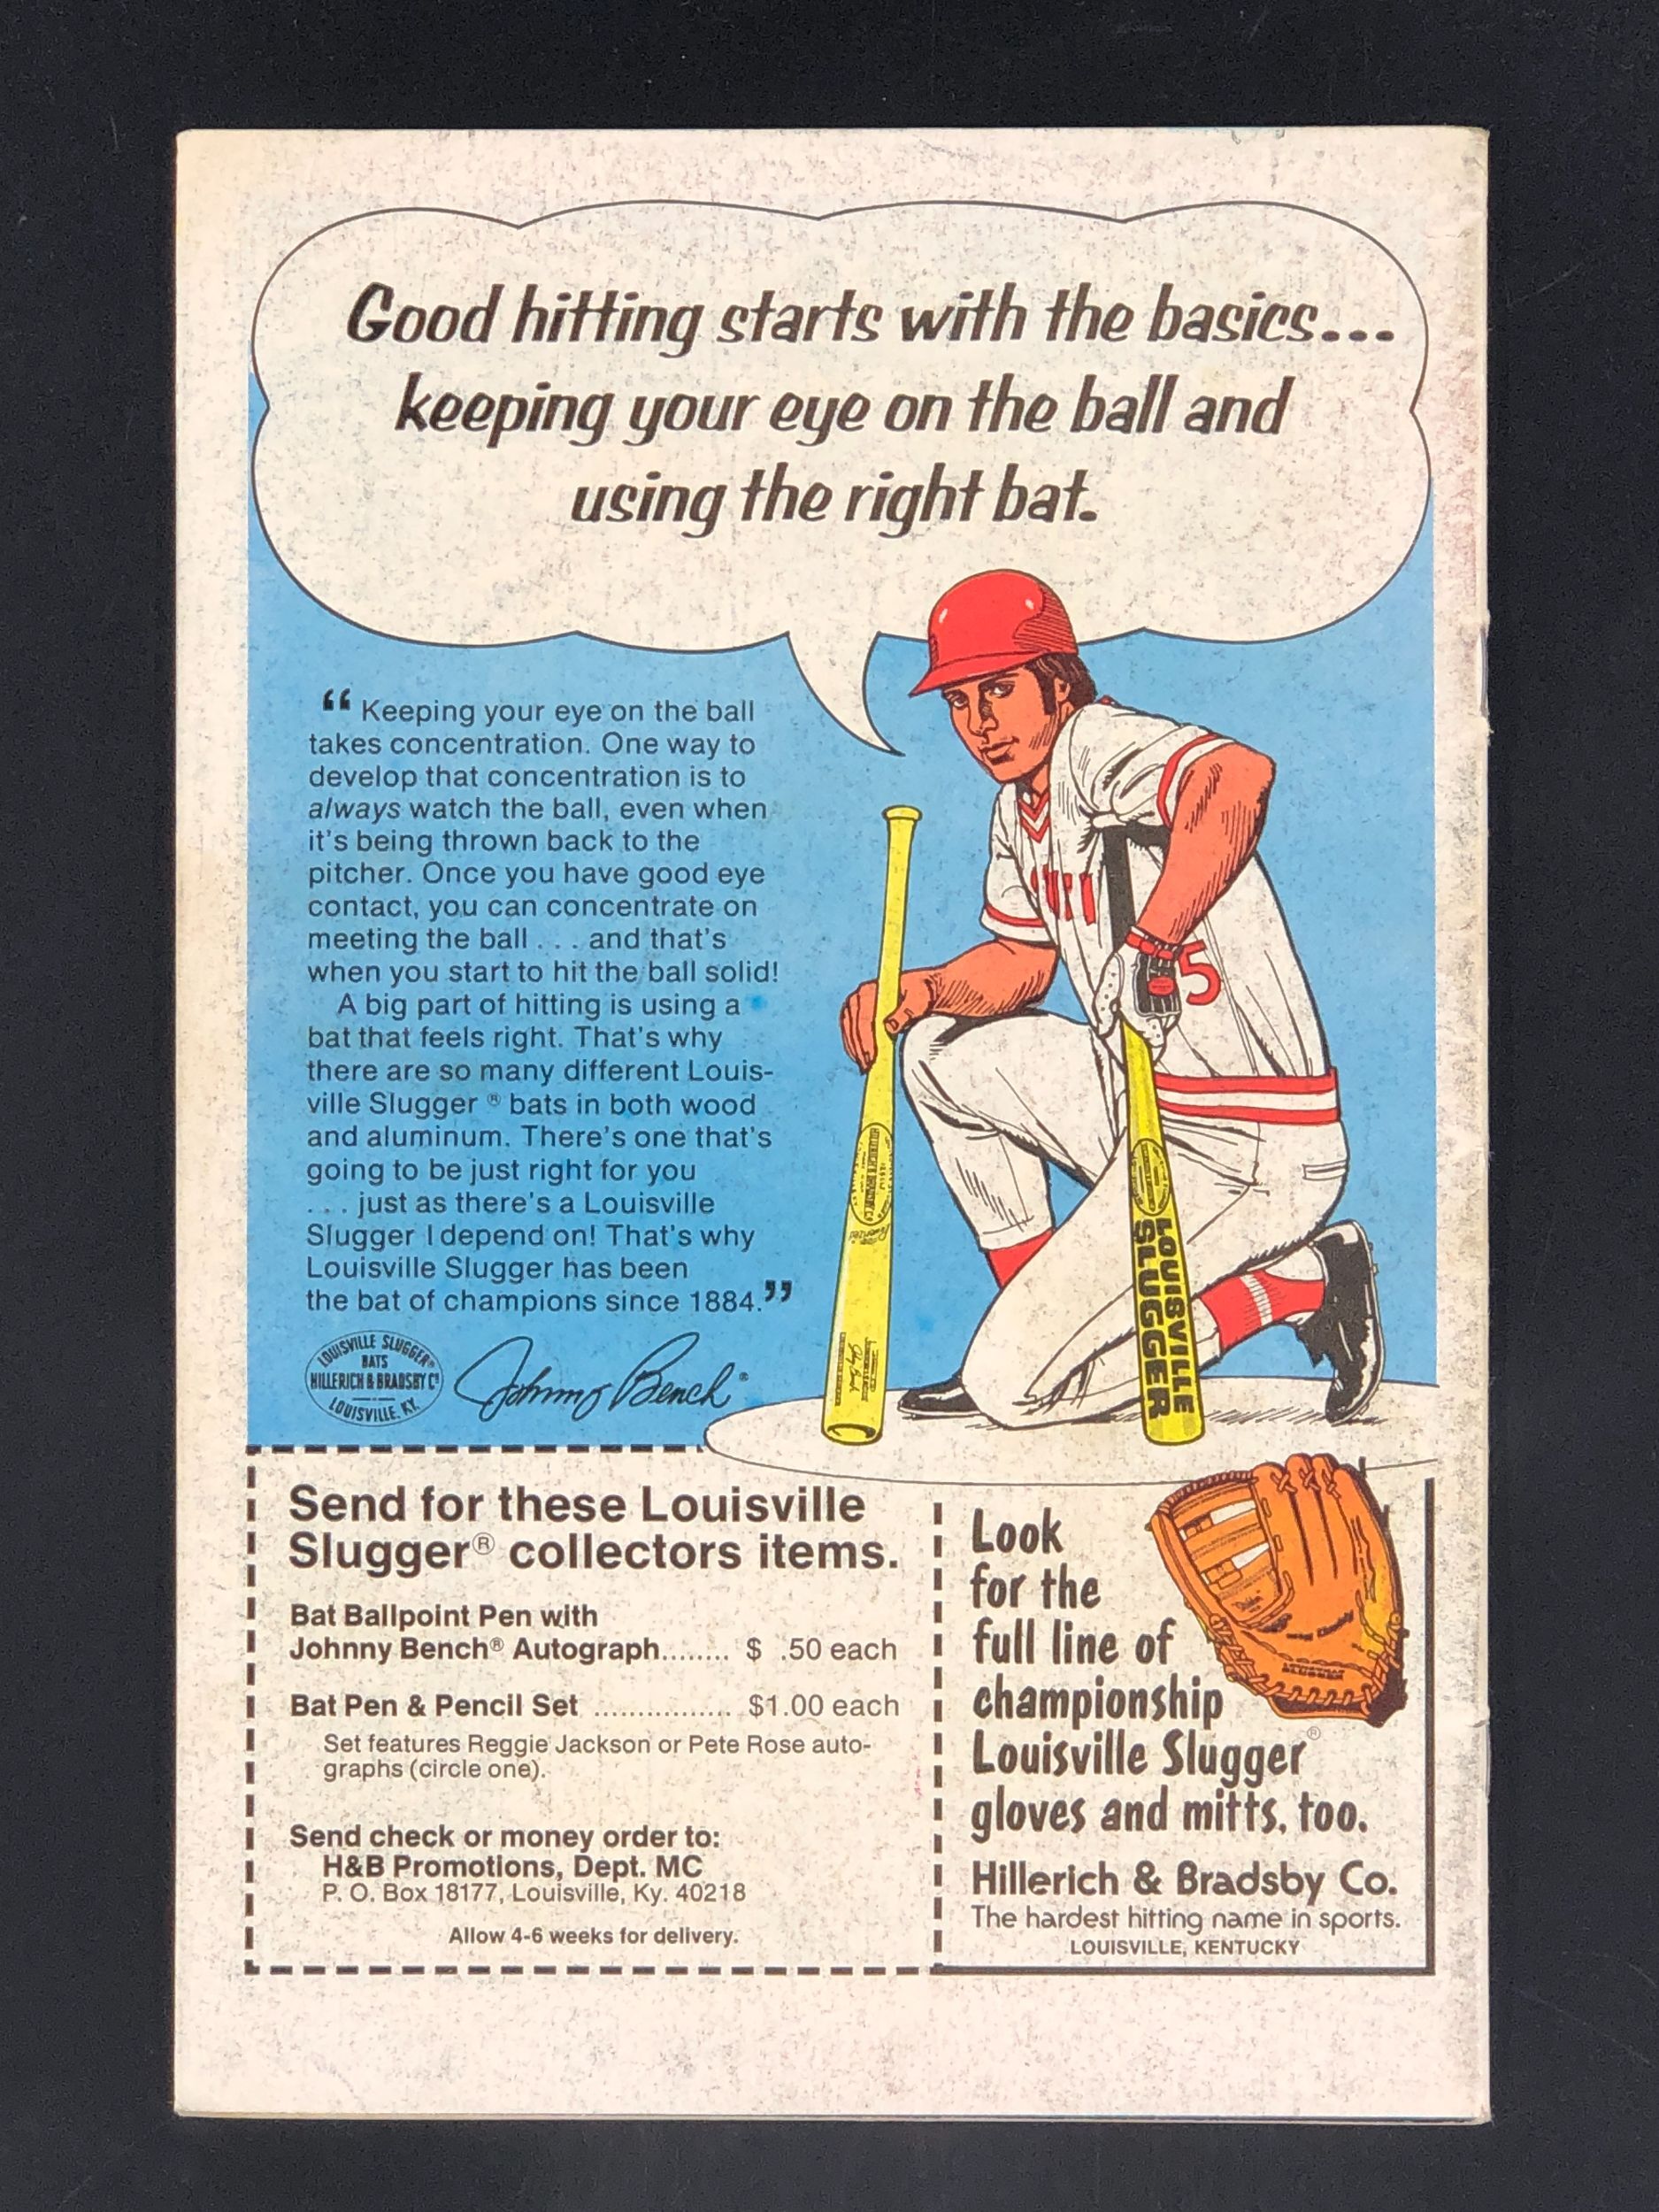 Good hitting starts with the basics...
keeping your eye on the ball and
using the right bat.
“ Keeping your eye on the ball
takes concentration. One way to
develop that concentration is to
always watch the ball, even when
it's being thrown back to the
pitcher. Once you have good eye
contact, you can concentrate on
meeting the ball . . . and that's
when you start to hit the ball solid!
A big part of hitting is using a
bat that feels right. That's why
there are so many different Louis-
ville Slugger ® bats in both wood
and aluminum. There's one that's
going to be just right for you
. . . just as there's a Louisville
Slugger I depend on! That's why
Louisville Slugger has been
the bat of champions since 1884.”
LOUISVILLE SLUGGER®
BATS
HILLERICH & BRADSBY Cº
LOUISVILLE, KY.
Johnny Bench®
5
LOUISVILLE
SLUGGER
Send for these Louisville
Slugger® collectors items.
Bat Ballpoint Pen with
Johnny Bench® Autograph........ $ .50 each
Bat Pen & Pencil Set ................ $1.00 each
Set features Reggie Jackson or Pete Rose auto-
graphs (circle one).
Send check or money order to:
H&B Promotions, Dept. MC
P. O. Box 18177, Louisville, Ky. 40218
Allow 4-6 weeks for delivery.
Look
for the
full line of
championship
Louisville Slugger®
gloves and mitts, too.
Hillerich & Bradsby Co.
The hardest hitting name in sports.
LOUISVILLE, KENTUCKY